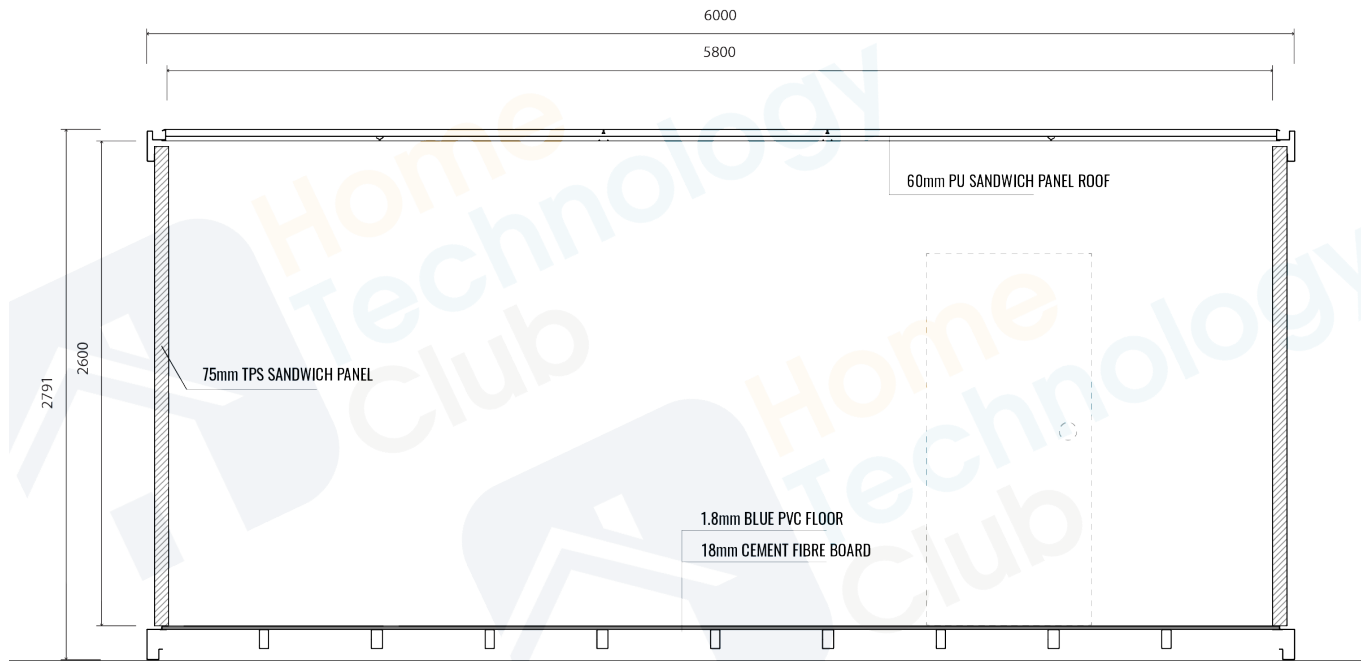 6000
5800
60mm PU SANDWICH PANEL ROOF
2600
2791
75mm TPS SANDWICH PANEL
1.8mm BLUE PVC FLOOR
18mm CEMENT FIBRE BOARD
Home
Technology
Club
Home
Technology
Club